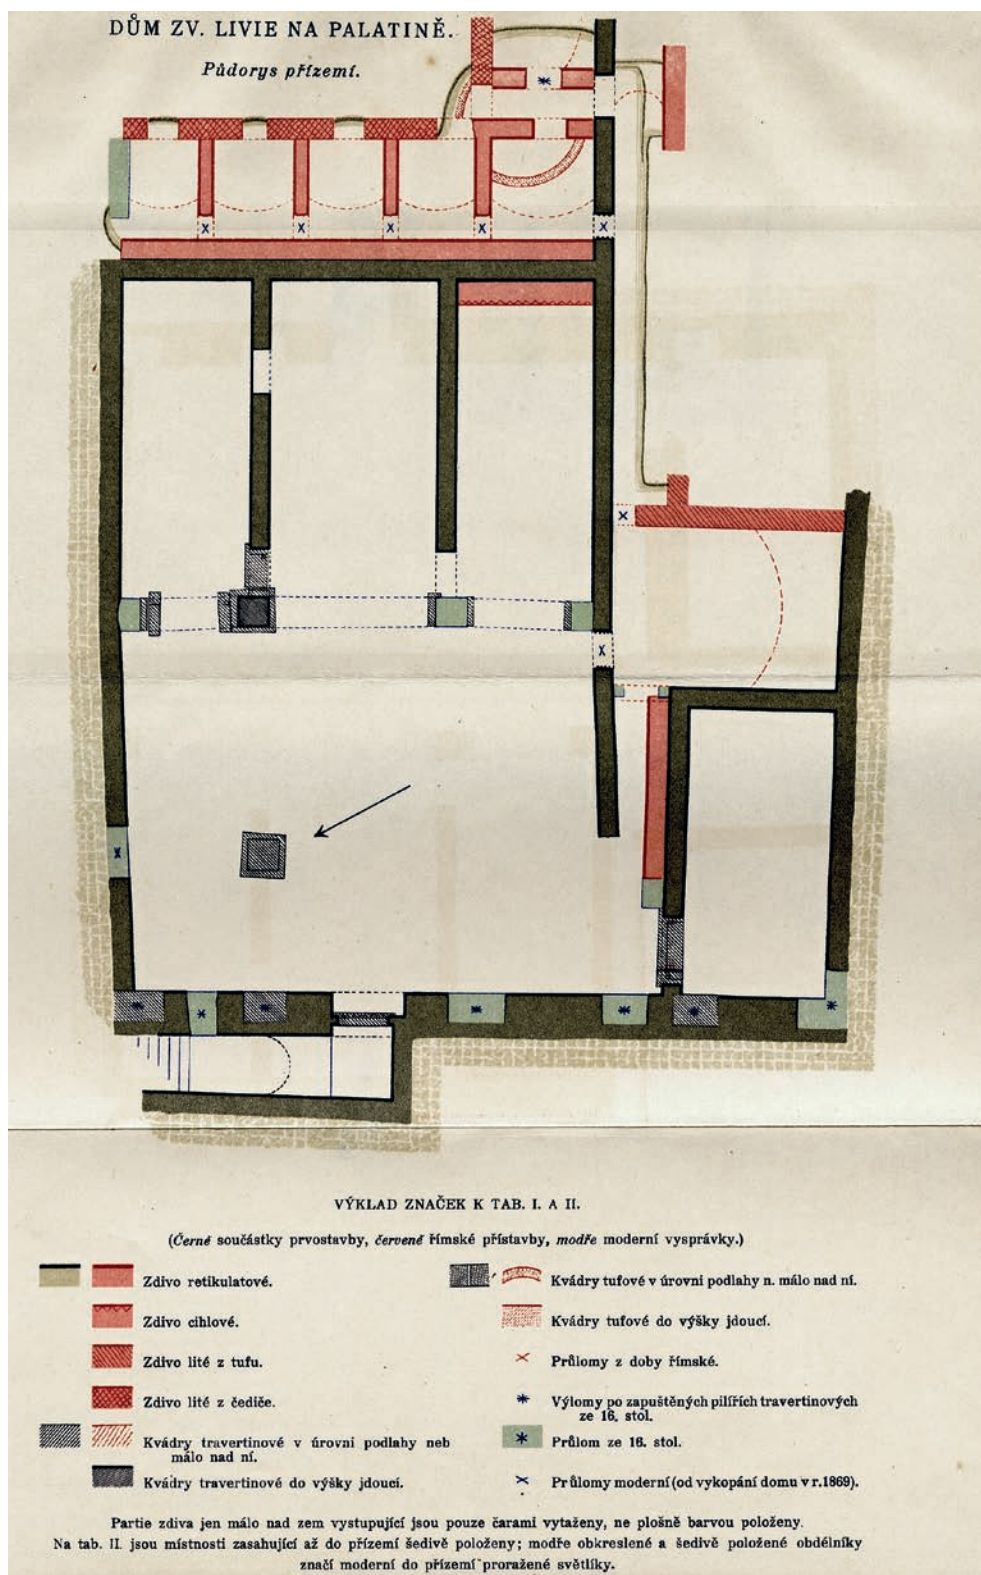 DŮM ZV. LIVIE NA PALATINĚ.
Půdorys přízemí.
VÝKLAD ZNAČEK K TAB. I. A II.
(Černé součástky prvostavby, červené římské přístavby, modře moderní vysprávky.)
Zdivo retikulatové.
Zdivo cihlové.
Zdivo lité z tufu.
Zdivo lité z čediče.
Kvádry travertinové v úrovni podlahy neb
málo nad ní.
Kvádry travertinové do výšky jdoucí.
Kvádry tufové v úrovni podlahy n. málo nad ní.
Kvádry tufové do výšky jdoucí.
Průlomy z doby římské.
Výlomy po zapuštěných pilířích travertinových
ze 16. stol.
Průlom ze 16. stol.
Průlomy moderní (od vykopání domu v r. 1869).
Partie zdiva jen málo nad zem vystupující jsou pouze čarami vytaženy, ne plošně barvou položeny.
Na tab. II. jsou místnosti zasahující až do přízemí šedivě položeny; modře obkreslené a šedivě položené obdélníky
značí moderní do přízemí proražené světlíky.